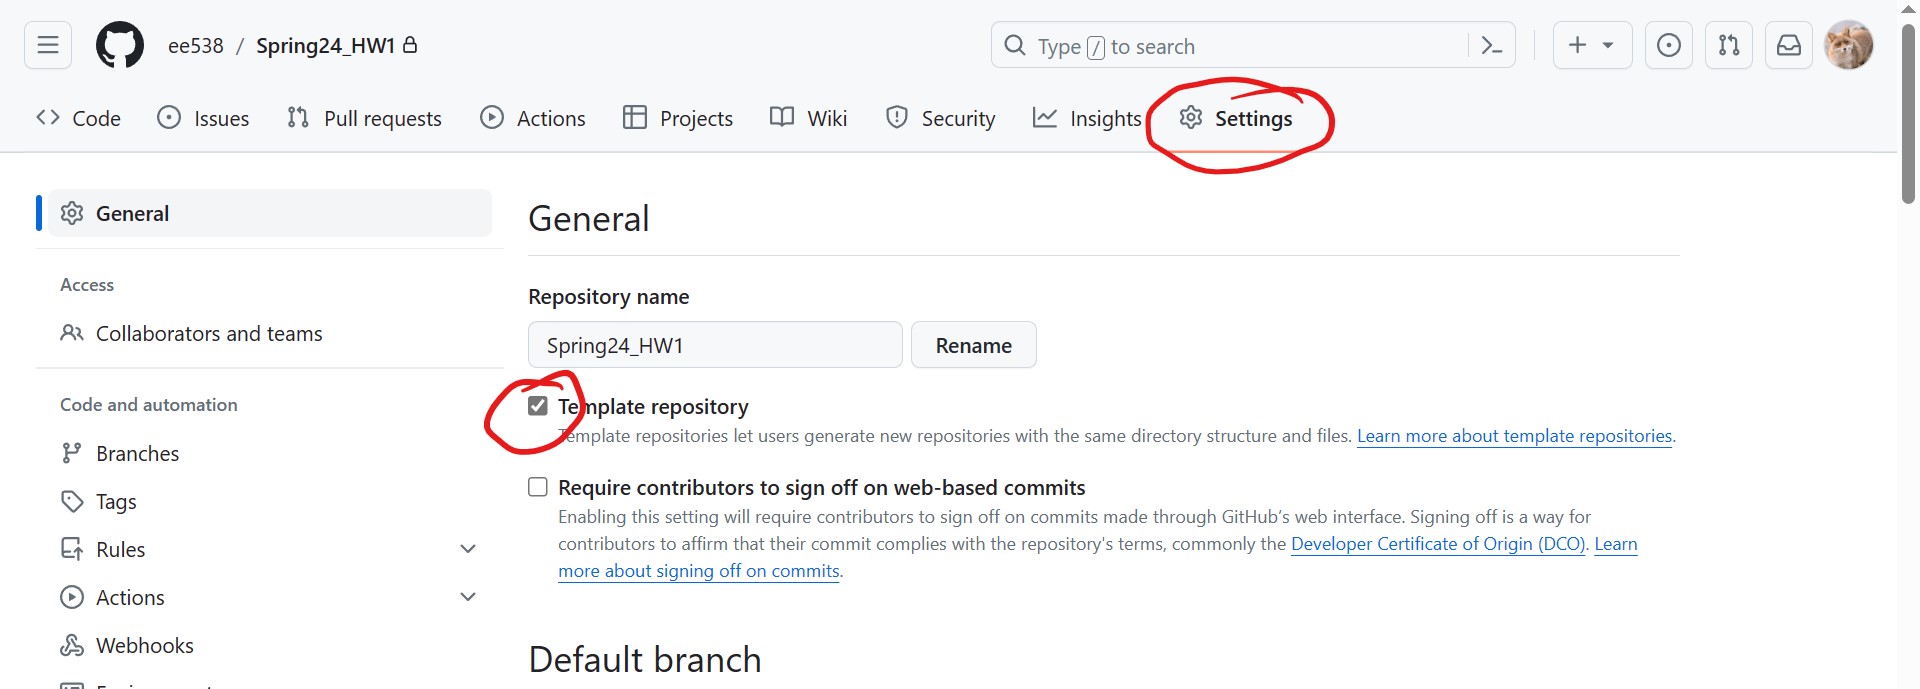 ee538 / Spring24_HW1
Type / to search
Code Issues Pull requests Actions Projects Wiki Security Insights Settings
General
Access
Collaborators and teams
Code and automation
Branches
Tags
Rules
Actions
Webhooks
General
Repository name
Spring24_HW1 Rename
Template repository
Template repositories let users generate new repositories with the same directory structure and files. Learn more about template repositories.
Require contributors to sign off on web-based commits
Enabling this setting will require contributors to sign off on commits made through GitHub's web interface. Signing off is a way for
contributors to affirm that their commit complies with the repository's terms, commonly the Developer Certificate of Origin (DCO). Learn
more about signing off on commits.
Default branch